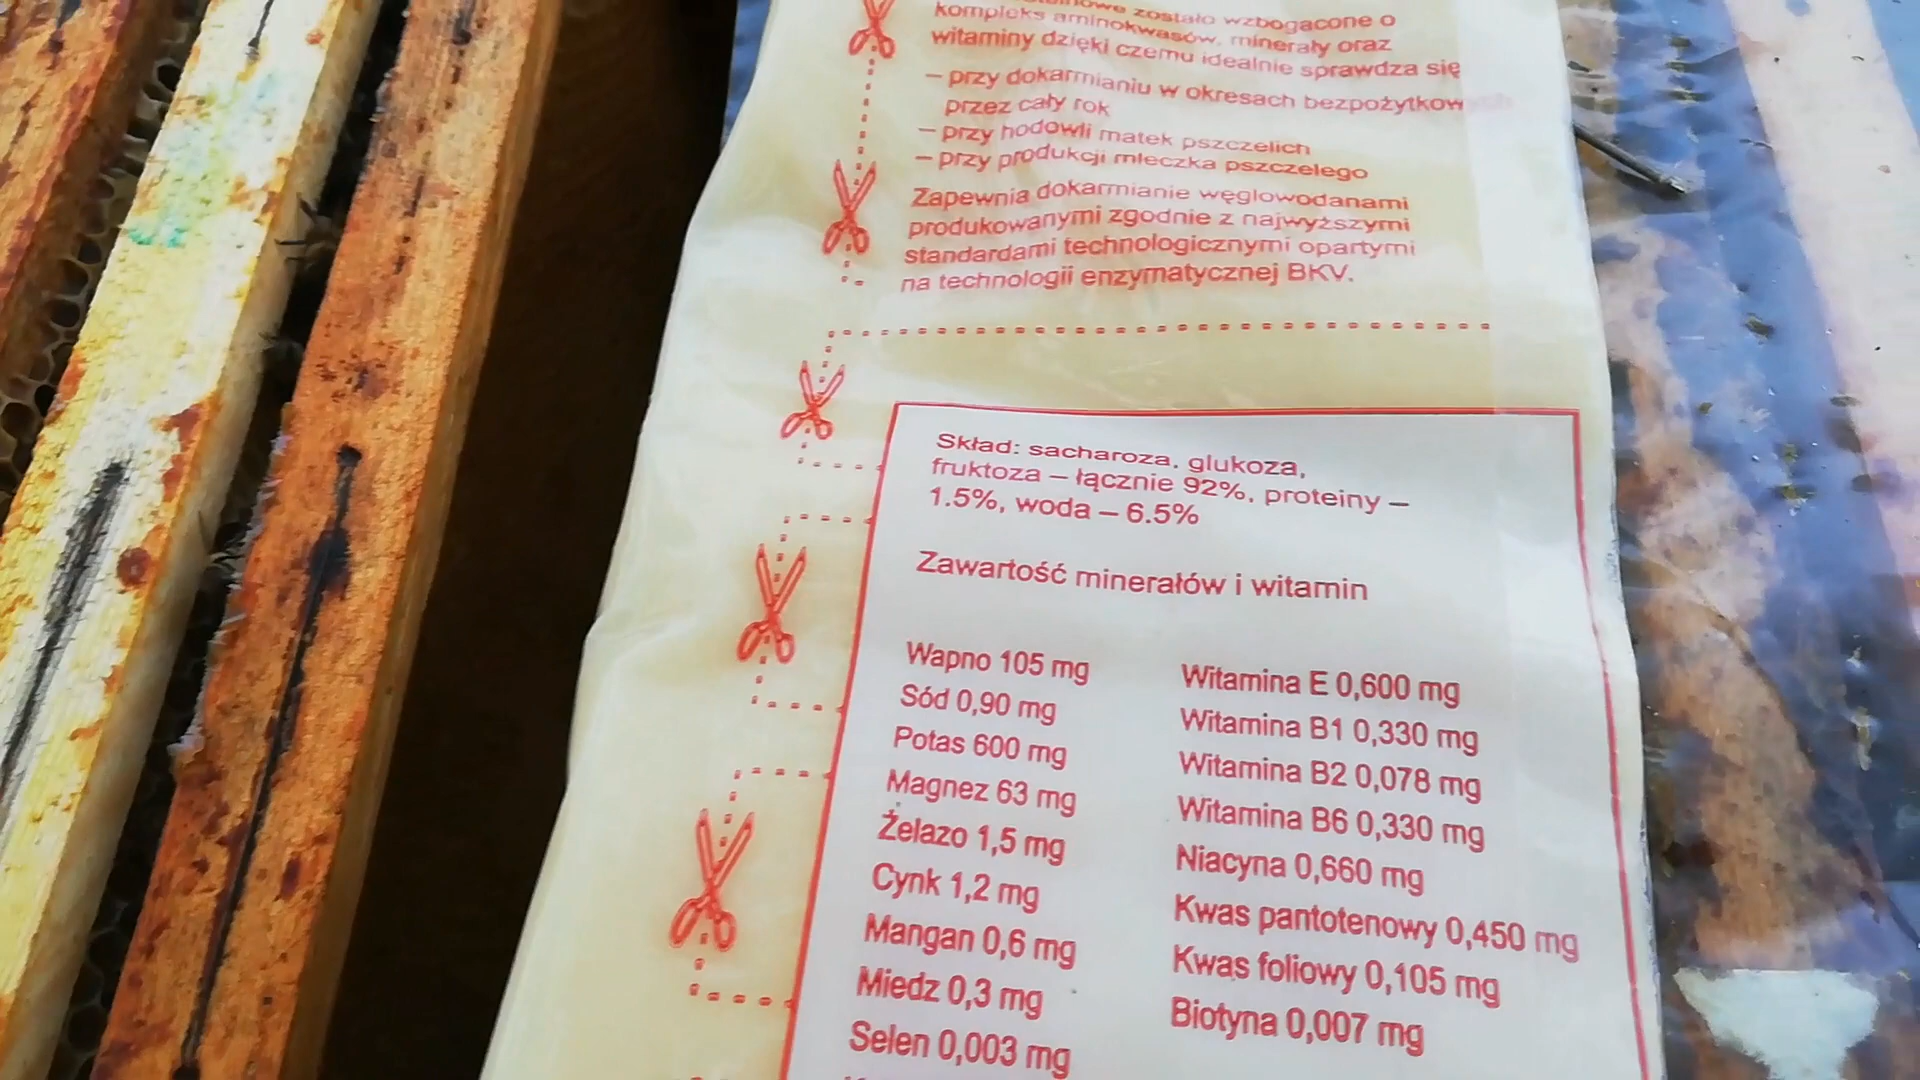 zostało wzbogacone o
kompleks aminokwasów, minerały oraz
witaminy dzięki czemu idealnie sprawdza się
– przy dokarmianiu w okresach
przez cały rok
– przy hodowli matek pszczelich
– przy produkcji mleczka pszczelego
Zapewnia dokarmianie węglowodanami
produkowanymi zgodnie z najwyższymi
standardami technologicznymi opartymi
na technologii enzymatycznej BKV.
Skład: sacharoza, glukoza,
fruktoza – łącznie 92%, proteiny –
1.5%, woda – 6.5%
Zawartość minerałów i witamin
Wapno 105 mg
Sód 0,90 mg
Potas 600 mg
Magnez 63 mg
Żelazo 1,5 mg
Cynk 1,2 mg
Mangan 0,6 mg
Miedz 0,3 mg
Selen 0,003 mg
Witamina E 0,600 mg
Witamina B1 0,330 mg
Witamina B2 0,078 mg
Witamina B6 0,330 mg
Niacyna 0,660 mg
Kwas pantotenowy 0,450 mg
Kwas foliowy 0,105 mg
Biotyna 0,007 mg